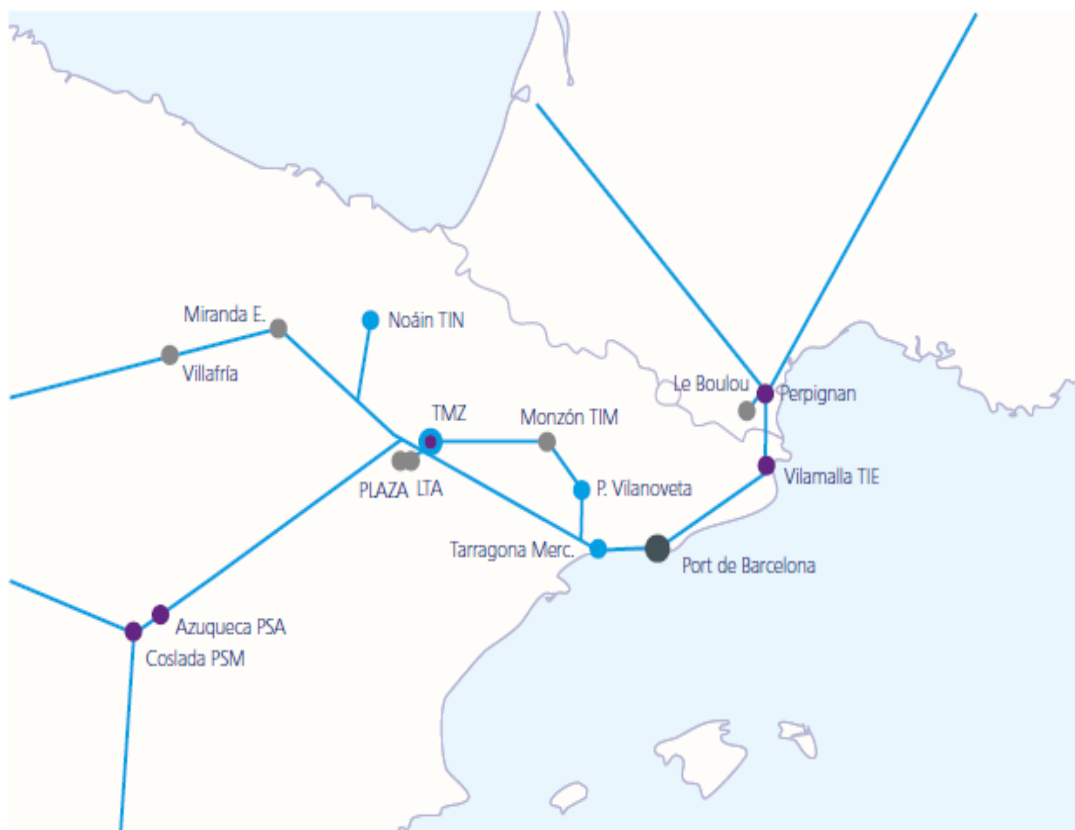 Miranda E.
Noáin TIN
Villafría
Le Boulou
Perpignan
TMZ
Monzón TIM
Vilamalla TIE
PLAZA
LTA
P. Vilanoveta
Tarragona Merc.
Port de Barcelona
Azuqueca PSA
Coslada PSM